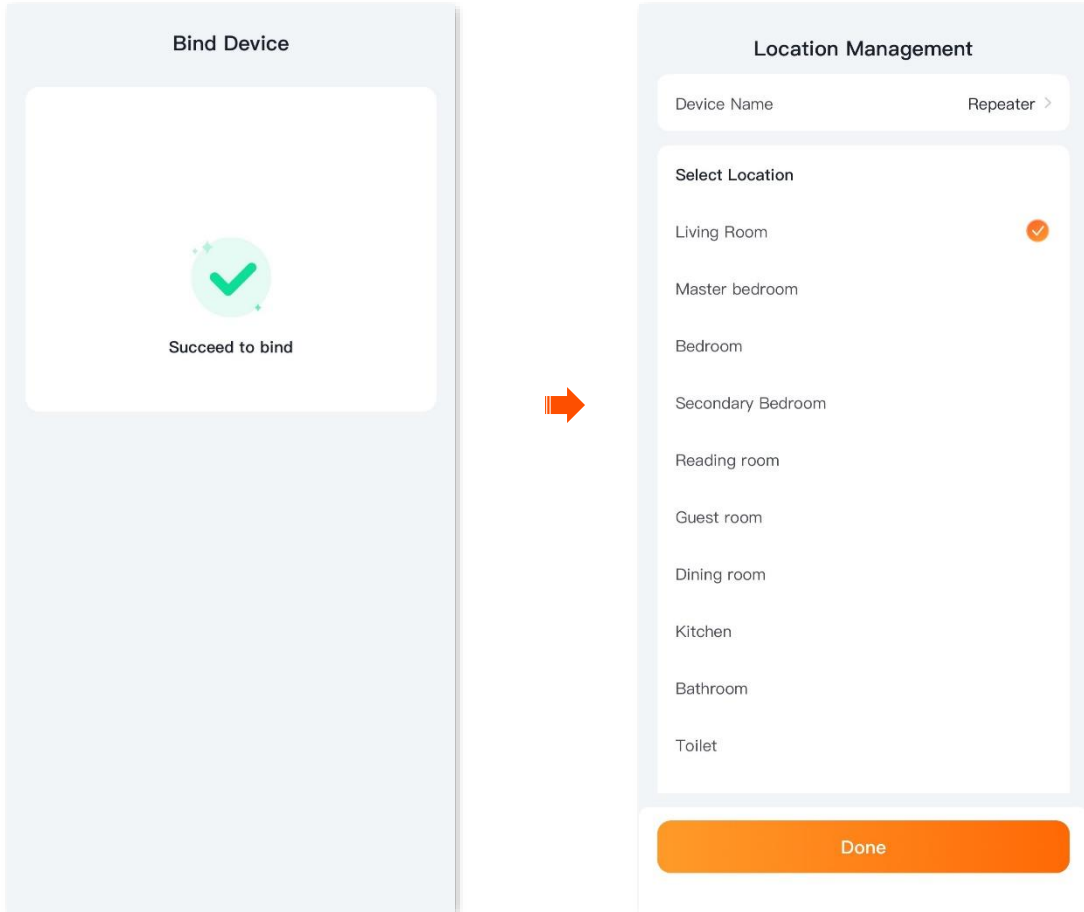 Bind Device
Succeed to bind
Location Management
Device Name Repeater
Select Location
Living Room
Master bedroom
Bedroom
Secondary Bedroom
Reading room
Guest room
Dining room
Kitchen
Bathroom
Toilet
Done